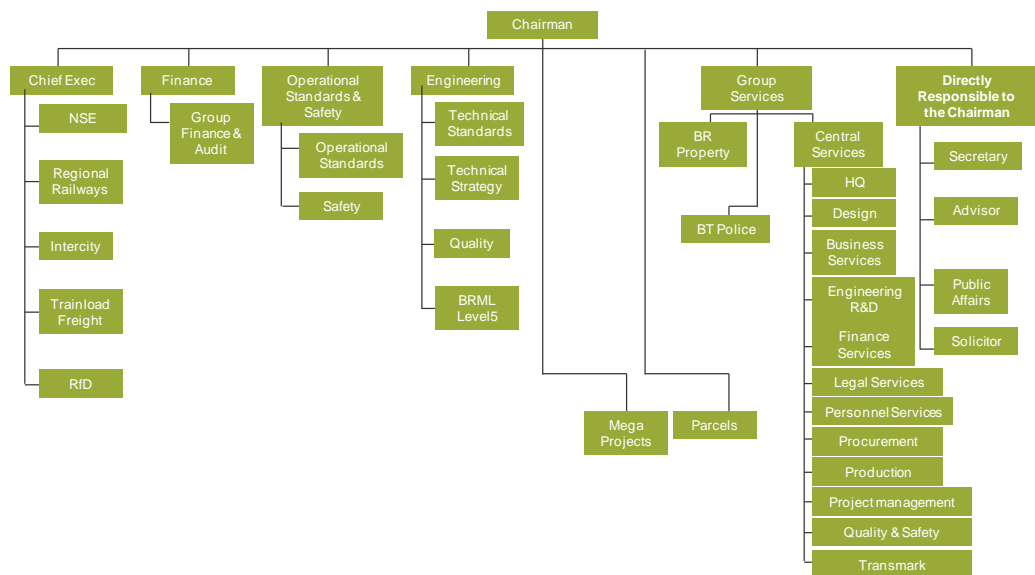 Chairman
Chief Exec
NSE
Regional
Railways
Intercity
Trainload
Freight
RfD
Finance
Group
Finance &
Audit
Operational
Standards &
Safety
Operational
Standards
Safety
Engineering
Technical
Standards
Technical
Strategy
Quality
BRML
Level5
Mega
Projects
Parcels
Group
Services
BR
Property
BT Police
Central
Services
HQ
Design
Business
Services
Engineering
R&D
Finance
Services
Legal Services
Personnel Services
Procurement
Production
Project management
Quality & Safety
Transmark
Directly
Responsible to
the Chairman
Secretary
Advisor
Public
Affairs
Solicitor